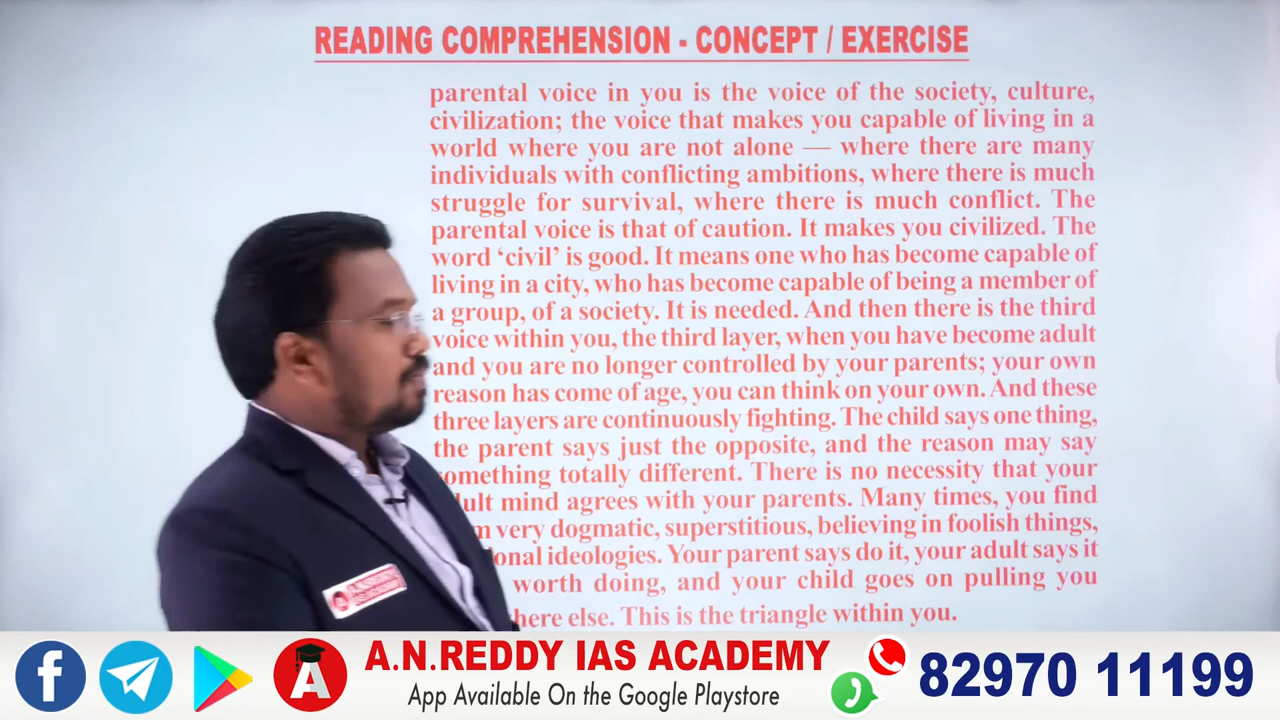 READING COMPREHENSION - CONCEPT / EXERCISE
parental voice in you is the voice of the society, culture,
civilization; the voice that makes you capable of living in a
world where you are not alone — where there are many
individuals with conflicting ambitions, where there is much
struggle for survival, where there is much conflict. The
parental voice is that of caution. It makes you civilized. The
word ‘civil’ is good. It means one who has become capable of
living in a city, who has become capable of being a member of
a group, of a society. It is needed. And then there is the third
voice within you, the third layer, when you have become adult
and you are no longer controlled by your parents; your own
reason has come of age, you can think on your own. And these
three layers are continuously fighting. The child says one thing,
the parent says just the opposite, and the reason may say
something totally different. There is no necessity that your
mind agrees with your parents. Many times, you find
very dogmatic, superstitious, believing in foolish things,
ideologies. Your parent says do it, your adult says it
worth doing, and your child goes on pulling you
else. This is the triangle within you.
A.N.REDDY IAS ACADEMY
App Available On the Google Playstore
82970 11199